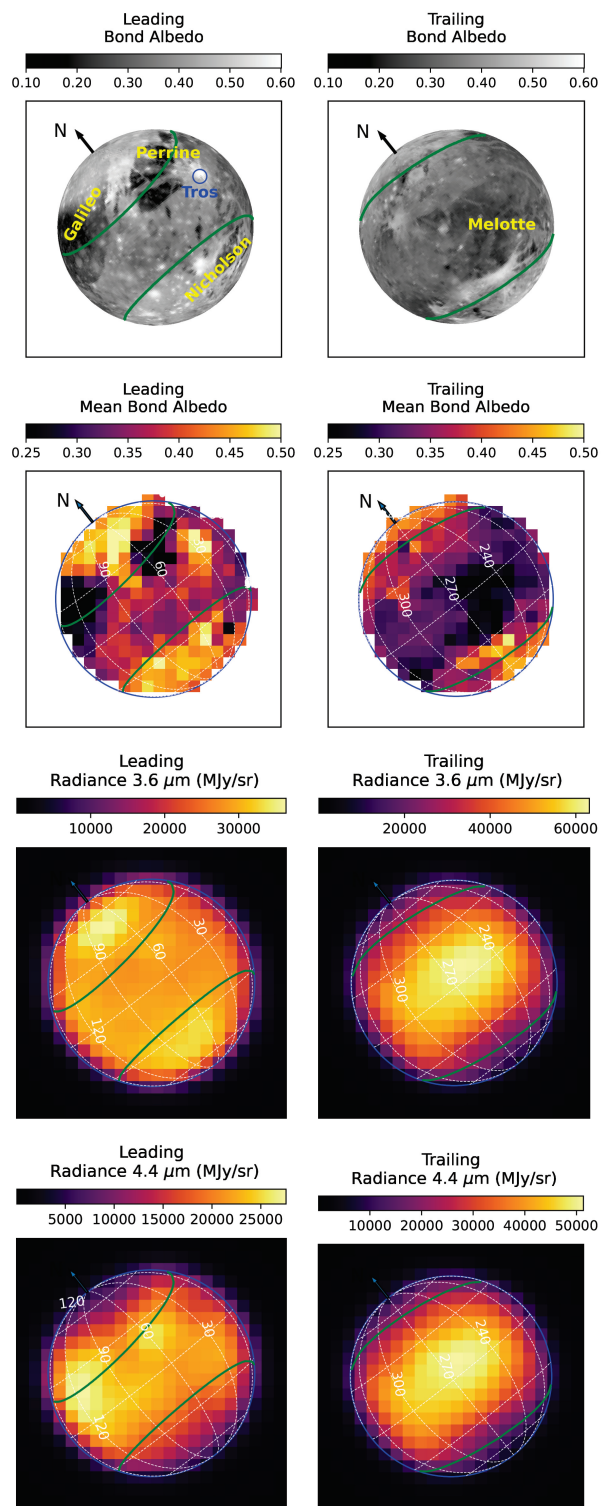 Leading
Bond Albedo
0.10 0.20 0.30 0.40 0.50 0.60
N
Perrine
Tros
Galileo
Nicholson
Trailing
Bond Albedo
0.10 0.20 0.30 0.40 0.50 0.60
N
Melotte
Leading
Mean Bond Albedo
0.25 0.30 0.35 0.40 0.45 0.50
N
90
60
Trailing
Mean Bond Albedo
0.25 0.30 0.35 0.40 0.45 0.50
N
240
270
300
Leading
Radiance 3.6 μm (MJy/sr)
10000 20000 30000
30
90
60
120
Trailing
Radiance 3.6 μm (MJy/sr)
20000 40000 60000
240
270
300
Leading
Radiance 4.4 μm (MJy/sr)
5000 10000 15000 20000 25000
120
60
30
90
120
Trailing
Radiance 4.4 μm (MJy/sr)
10000 20000 30000 40000 50000
240
270
300